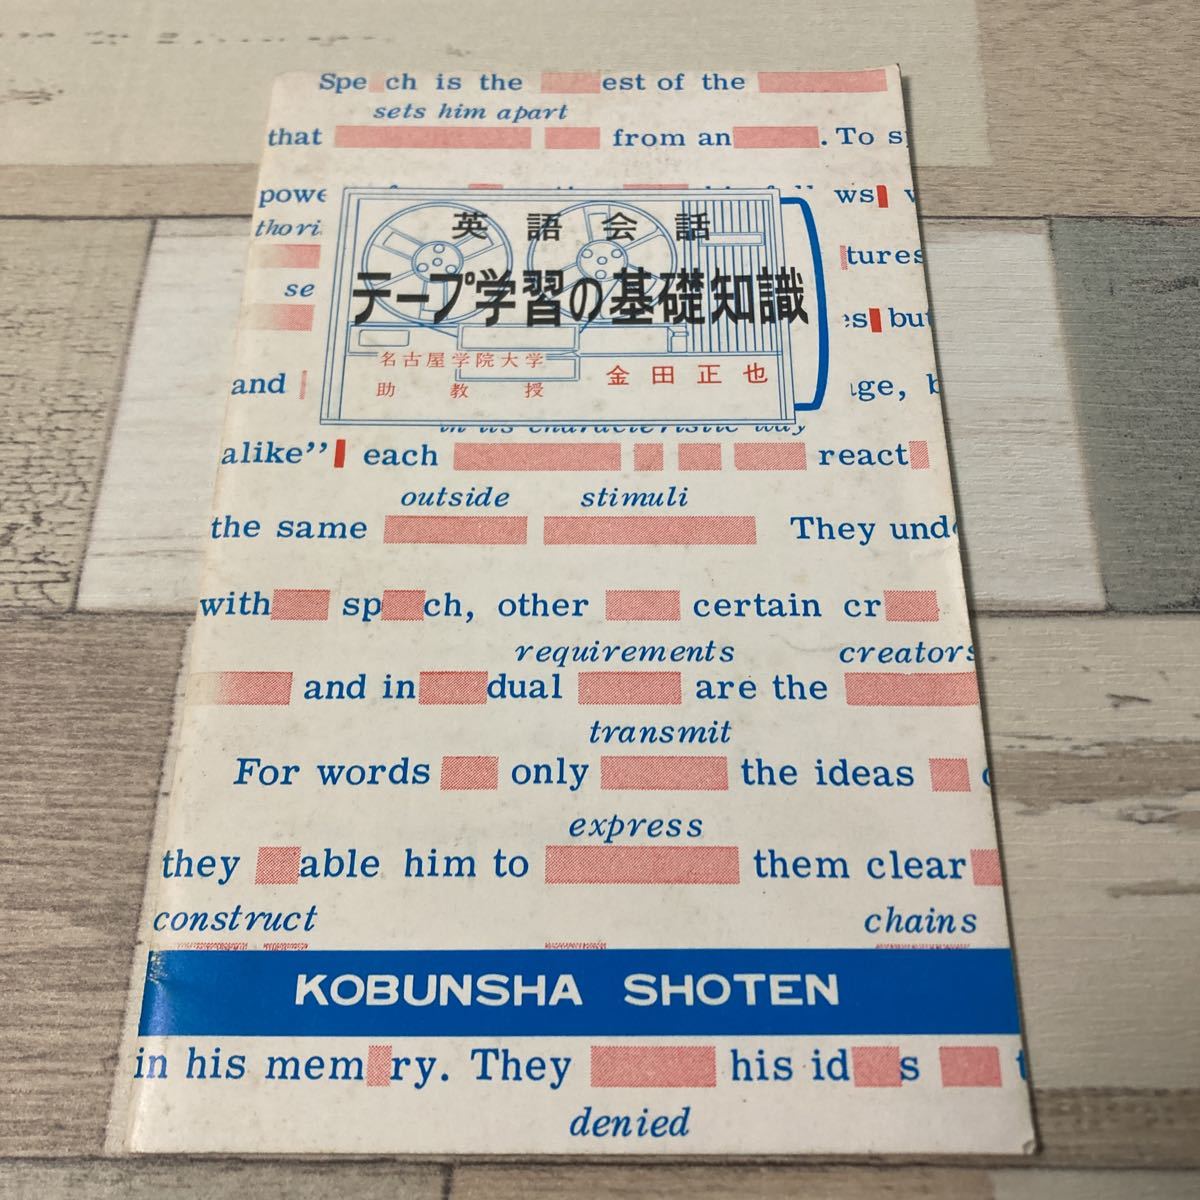 Spe ch is the est of the
sets him apart
that from an . To s
powe ws
thori
tures
se
英語会話
テープ学習の基礎知識
es but
名古屋学院大学
助教授 金田正也
and ge, b
in its characteristic way
alike” each react
outside stimuli
the same They und
with sp ch, other certain cr
requirements creators
and in dual are the
transmit
For words only the ideas
express
they able him to them clear
construct chains
KOBUNSHA SHOTEN
in his mem ry. They his id s t
denied